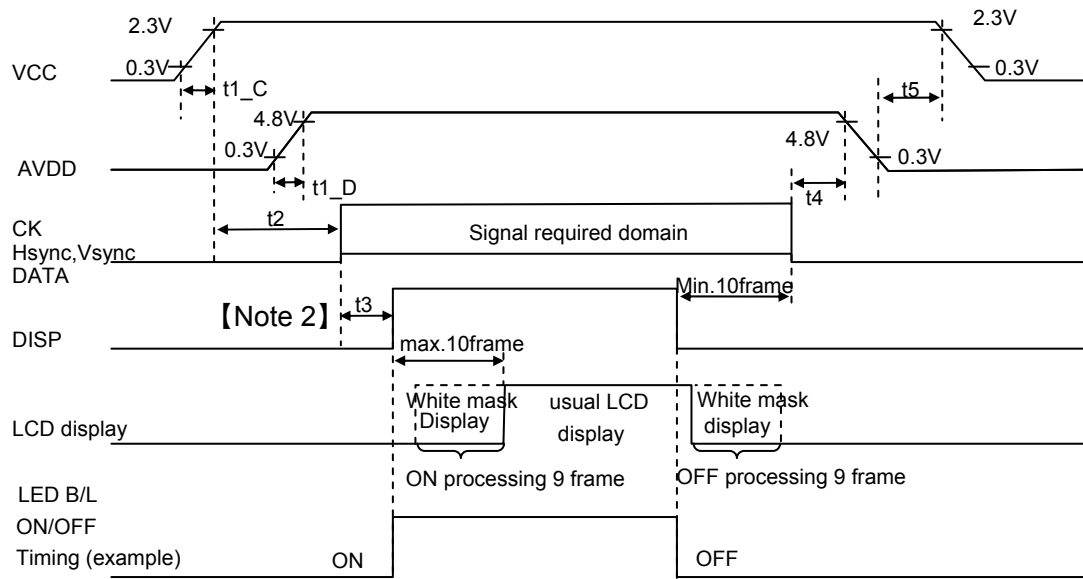 2.3V
2.3V
VCC
0.3V
t1_C
t5
0.3V
4.8V
4.8V
AVDD
0.3V
t1_D
t4
0.3V
t2
CK
Hsync,Vsync
DATA
Signal required domain
【Note 2】
t3
Min.10frame
DISP
max.10frame
White mask
Display
usual LCD
display
White mask
display
LCD display
ON processing 9 frame
OFF processing 9 frame
LED B/L
ON/OFF
Timing (example)
ON
OFF